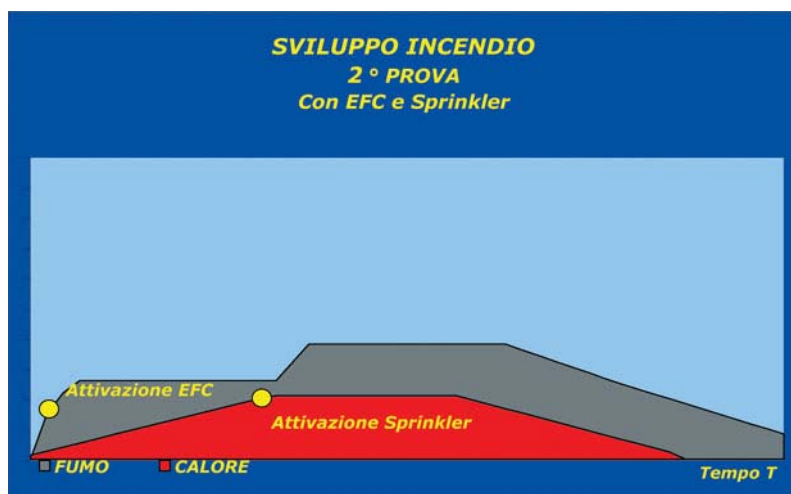 SVILUPPO INCENDIO
2° PROVA
Con EFC e Sprinkler
Attivazione EFC
Attivazione Sprinkler
FUMO CALORE
Tempo T